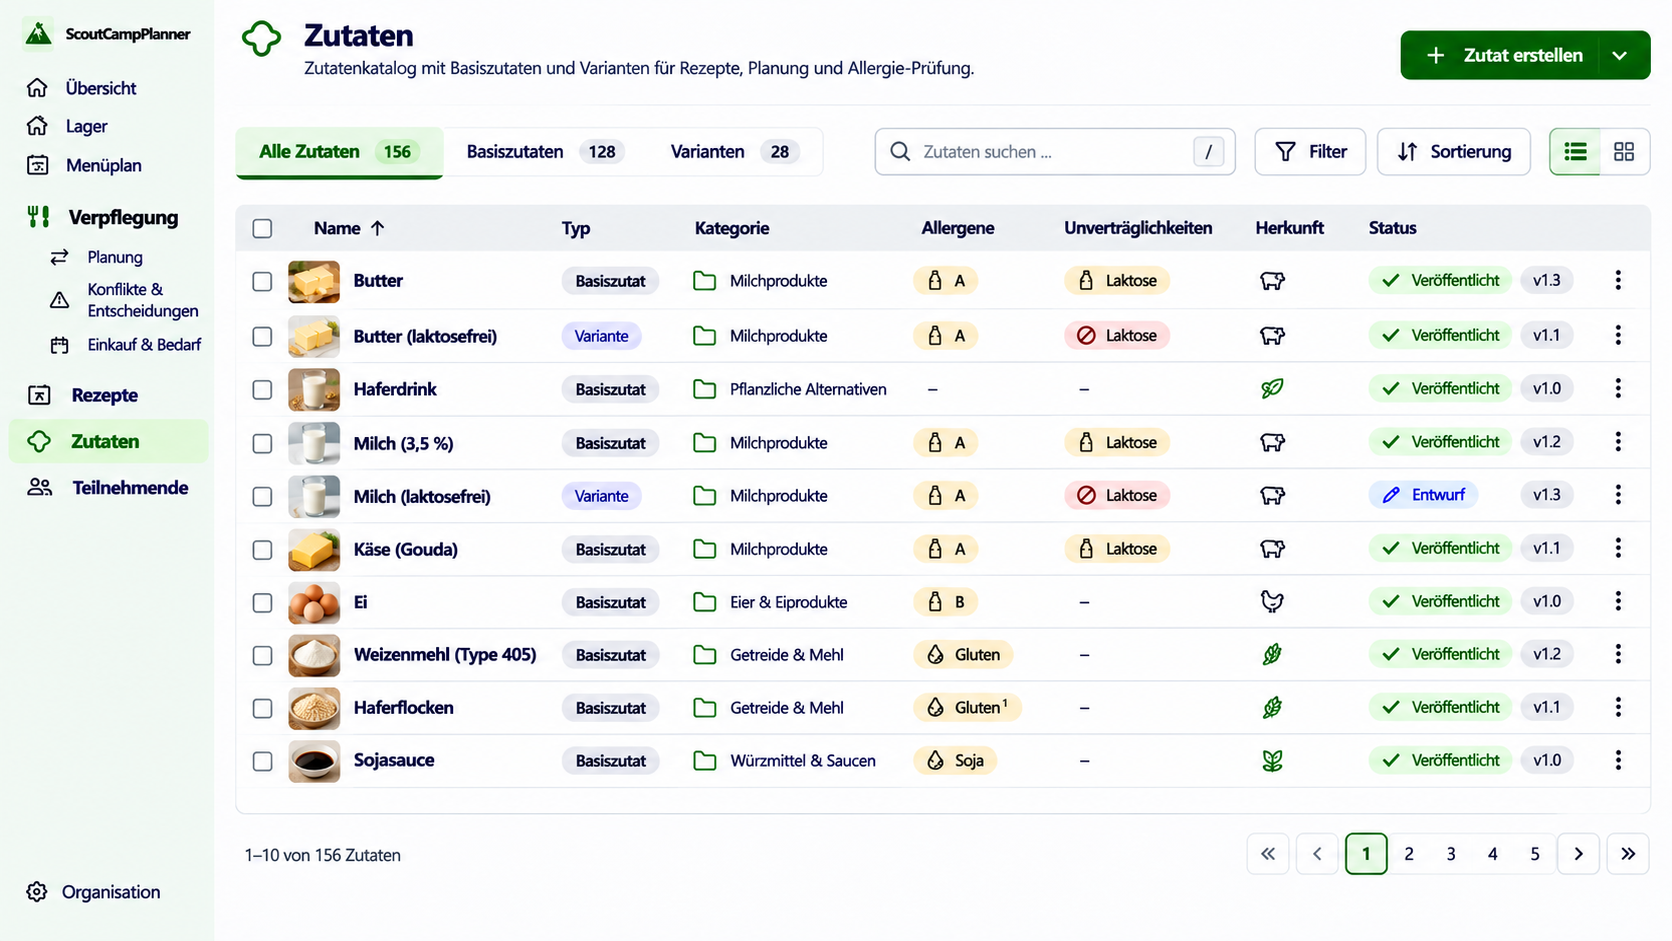 ScoutCampPlanner
Übersicht
Lager
Menüplan
Verpflegung
Planung
Konflikte &
Entscheidungen
Einkauf & Bedarf
Rezepte
Zutaten
Teilnehmende
Organisation
Zutaten
Zutatenkatalog mit Basiszutaten und Varianten für Rezepte, Planung und Allergie-Prüfung.
+ Zutat erstellen
Alle Zutaten 156 Basiszutaten 128 Varianten 28
Zutaten suchen ... /
Filter
Sortierung
Name ↑ Typ Kategorie Allergene Unverträglichkeiten Herkunft Status
Butter Basiszutat Milchprodukte A Laktose Veröffentlicht v1.3
Butter (laktosefrei) Variante Milchprodukte A Laktose Veröffentlicht v1.1
Haferdrink Basiszutat Pflanzliche Alternativen – – Veröffentlicht v1.0
Milch (3,5 %) Basiszutat Milchprodukte A Laktose Veröffentlicht v1.2
Milch (laktosefrei) Variante Milchprodukte A Laktose Entwurf v1.3
Käse (Gouda) Basiszutat Milchprodukte A Laktose Veröffentlicht v1.1
Ei Basiszutat Eier & Eiprodukte B – Veröffentlicht v1.0
Weizenmehl (Type 405) Basiszutat Getreide & Mehl Gluten – Veröffentlicht v1.2
Haferflocken Basiszutat Getreide & Mehl Gluten¹ – Veröffentlicht v1.1
Sojasauce Basiszutat Würzmittel & Saucen Soja – Veröffentlicht v1.0
1–10 von 156 Zutaten
« ‹ 1 2 3 4 5 › »